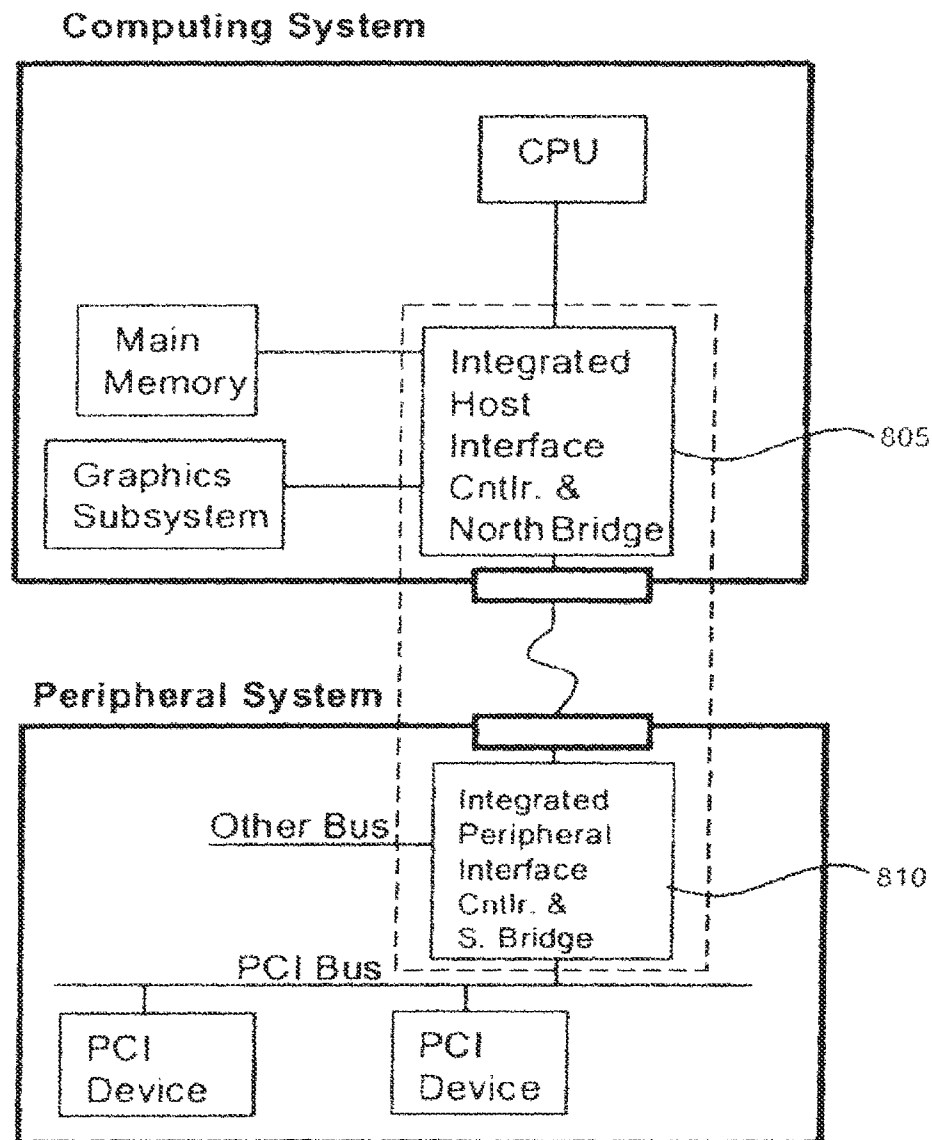 Computing System
CPU
Main
Memory
Graphics
Subsystem
Integrated
Host
Interface
Cntlr. &
North Bridge
805
Peripheral System
Other Bus
Integrated
Peripheral
Interface
Cntlr. &
S. Bridge
810
PCI Bus
PCI
Device
PCI
Device